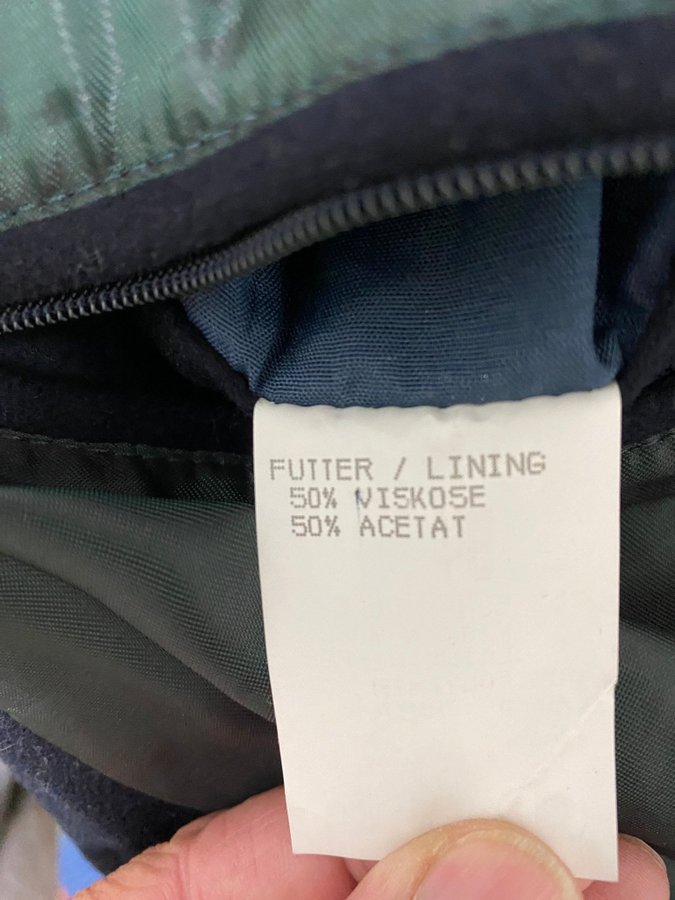 FUTTER / LINING
50% VISKOSE
50% ACETAT